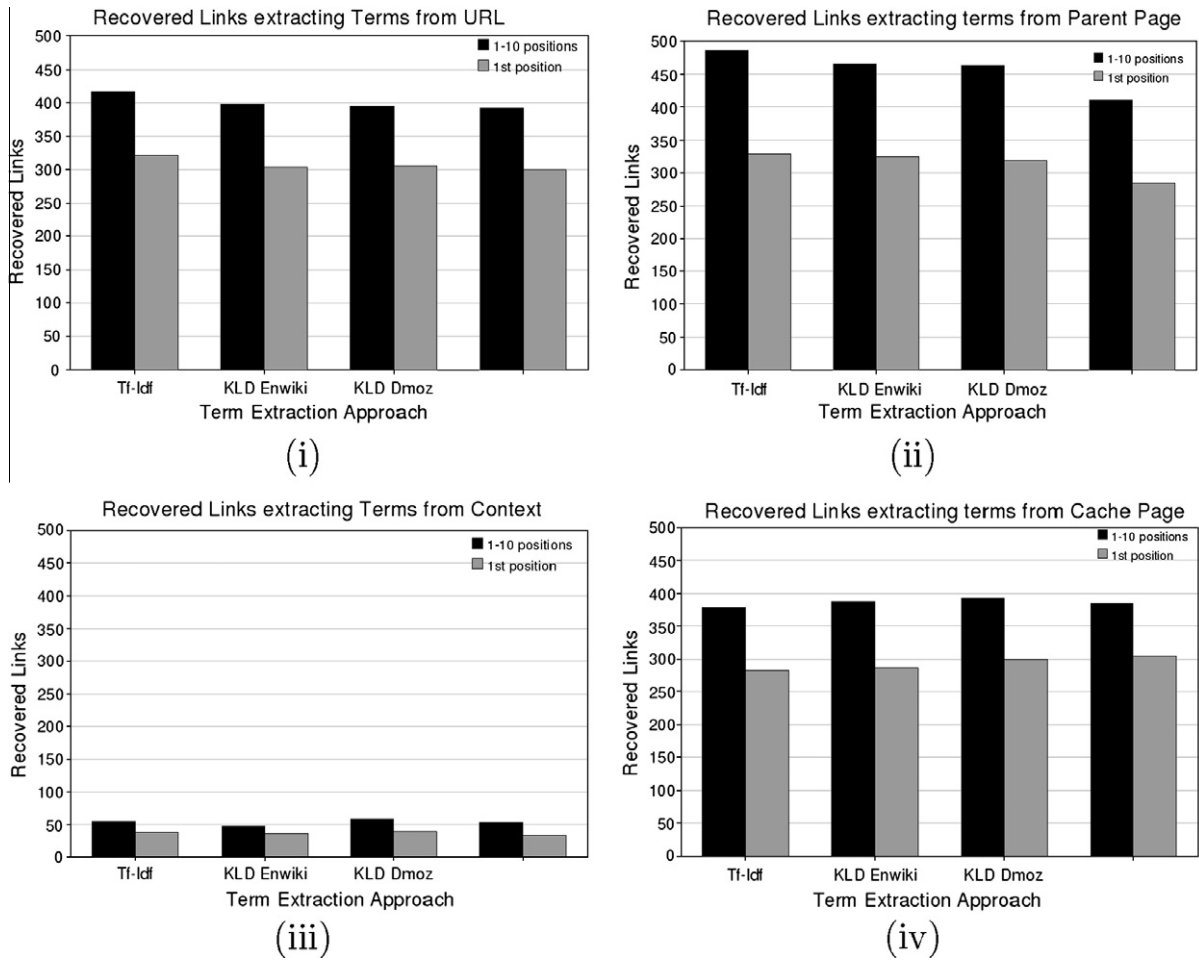 Recovered Links extracting Terms from URL
500
450
400
350
300
250
200
150
100
50
0
Recovered Links
1-10 positions
1st position
Tf-Idf KLD Enwiki KLD Dmoz
Term Extraction Approach
(i)
Recovered Links extracting terms from Parent Page
500
450
400
350
300
250
200
150
100
50
0
Recovered Links
1-10 positions
1st position
Tf-Idf KLD Enwiki KLD Dmoz
Term Extraction Approach
(ii)
Recovered Links extracting Terms from Context
500
450
400
350
300
250
200
150
100
50
0
Recovered Links
1-10 positions
1st position
Tf-Idf KLD Enwiki KLD Dmoz
Term Extraction Approach
(iii)
Recovered Links extracting terms from Cache Page
500
450
400
350
300
250
200
150
100
50
0
Recovered Links
1-10 positions
1st position
Tf-Idf KLD Enwiki KLD Dmoz
Term Extraction Approach
(iv)